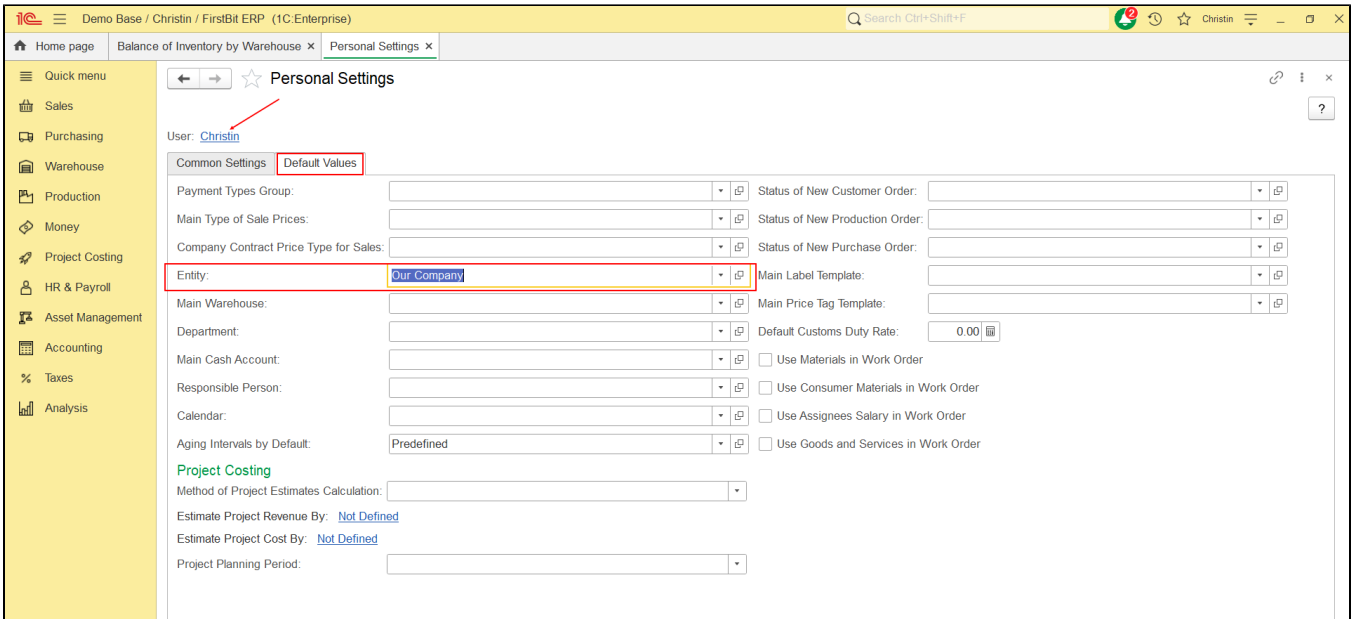 Demo Base / Christin / FirstBit ERP (1C:Enterprise)
Search Ctrl+Shift+F
2
Christin
Home page
Balance of Inventory by Warehouse ×
Personal Settings ×
Quick menu
Sales
Purchasing
Warehouse
Production
Money
Project Costing
HR & Payroll
Asset Management
Accounting
Taxes
Analysis
Personal Settings
?
User: Christin
Common Settings
Default Values
Payment Types Group:
Main Type of Sale Prices:
Company Contract Price Type for Sales:
Entity: Our Company
Main Warehouse:
Department:
Main Cash Account:
Responsible Person:
Calendar:
Aging Intervals by Default: Predefined
Project Costing
Method of Project Estimates Calculation:
Estimate Project Revenue By: Not Defined
Estimate Project Cost By: Not Defined
Project Planning Period:
Status of New Customer Order:
Status of New Production Order:
Status of New Purchase Order:
Main Label Template:
Main Price Tag Template:
Default Customs Duty Rate: 0.00
Use Materials in Work Order
Use Consumer Materials in Work Order
Use Assignees Salary in Work Order
Use Goods and Services in Work Order